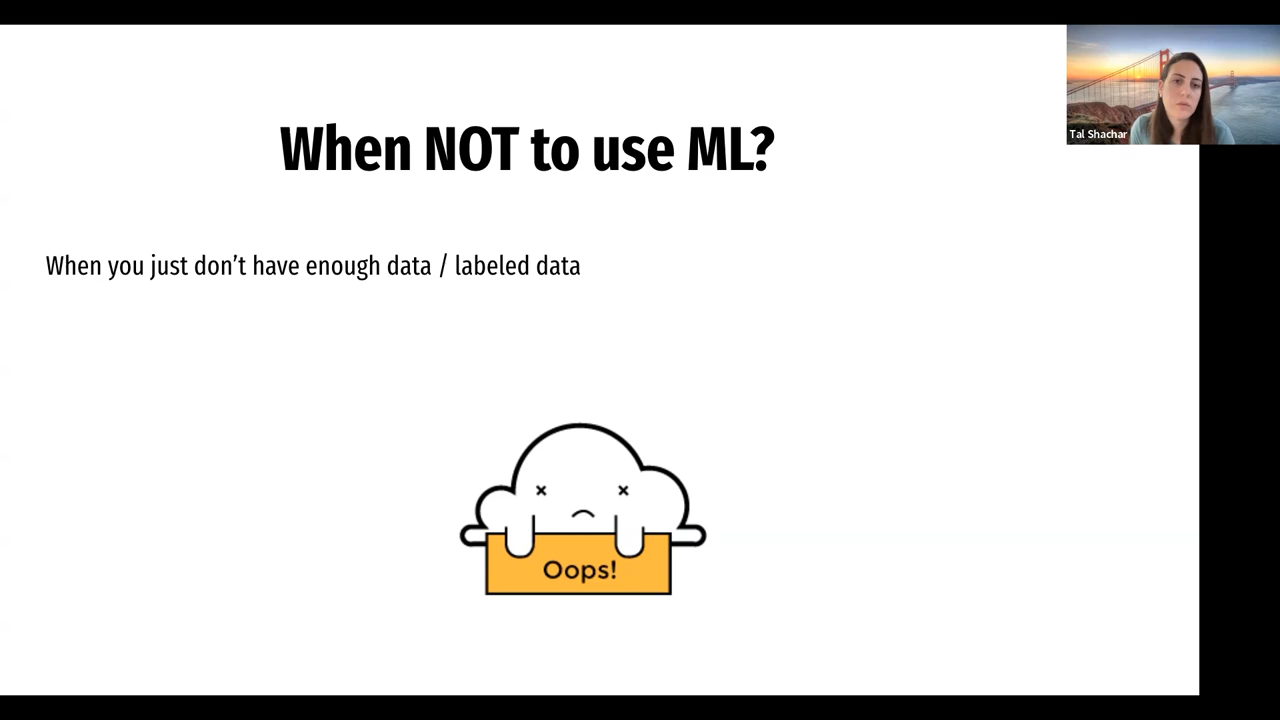 When NOT to use ML?
Tal Shachar
When you just don’t have enough data / labeled data
Oops!